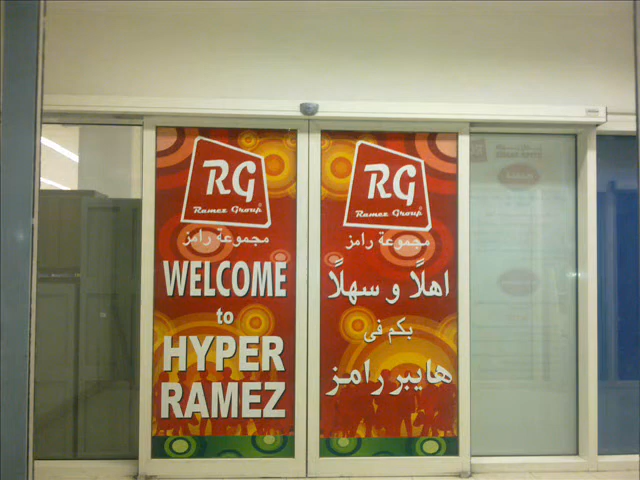 RG
Ramez Group
مجموعة رامز
WELCOME
to
HYPER
RAMEZ
RG
Ramez Group
مجموعة رامز
اهلاً و سهلاً
بكم فى
هايبر رامز